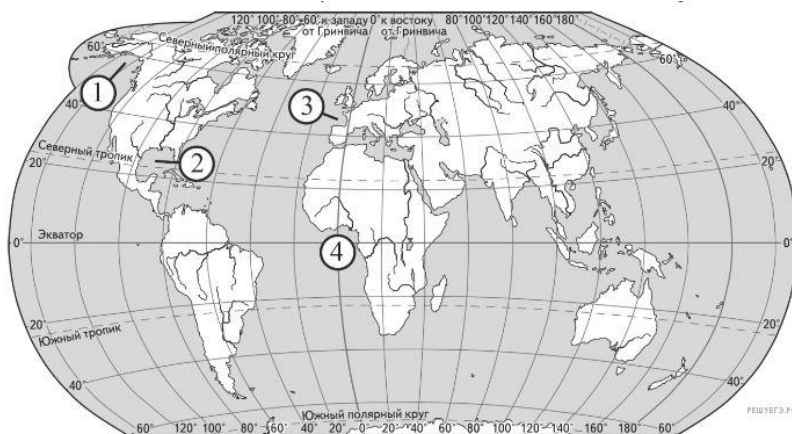 120° 100° 80° 60° к западу 0° к востоку 80° 100° 120° 140° 160° 180°
от Гринвича от Гринвича
60° Северный полярный круг 60°
1
3
40° 40°
Северный тропик
20° 2 20°
Экватор
0° 4 0°
20° 20°
Южный тропик
40° 40°
РЕШУЕГЭ.РФ
Южный полярный круг
60° 120 100 80 60 40 20 0° 20 40 60 80 100 120 140 160 180 60°